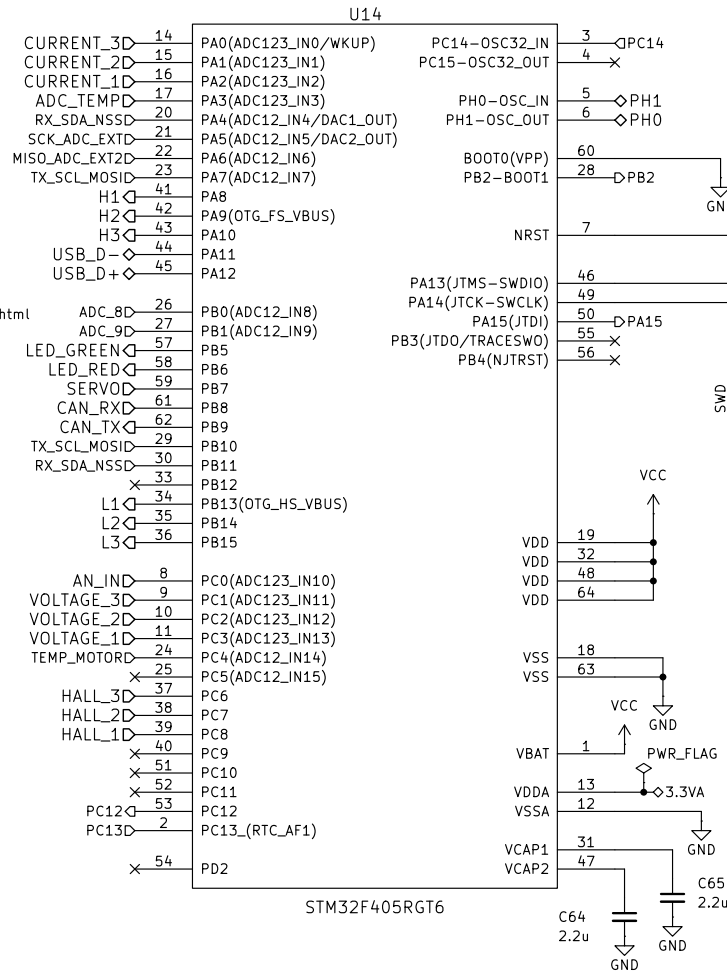 U14
CURRENT_3 14 PA0(ADC123_IN0/WKUP) PC14-OSC32_IN 3 PC14
CURRENT_2 15 PA1(ADC123_IN1) PC15-OSC32_OUT 4
CURRENT_1 16 PA2(ADC123_IN2)
ADC_TEMP 17 PA3(ADC123_IN3) PH0-OSC_IN 5 PH1
RX_SDA_NSS 20 PA4(ADC12_IN4/DAC1_OUT) PH1-OSC_OUT 6 PH0
SCK_ADC_EXT 21 PA5(ADC12_IN5/DAC2_OUT)
MISO_ADC_EXT2 22 PA6(ADC12_IN6) BOOT0(VPP) 60
TX_SCL_MOSI 23 PA7(ADC12_IN7) PB2-BOOT1 28 PB2
H1 41 PA8
GN
H2 42 PA9(OTG_FS_VBUS)
H3 43 PA10 NRST 7
USB_D- 44 PA11
USB_D+ 45 PA12 PA13(JTMS-SWDIO) 46
PA14(JTCK-SWCLK) 49
html ADC_8 26 PB0(ADC12_IN8) PA15(JTDI) 50 PA15
ADC_9 27 PB1(ADC12_IN9) PB3(JTDO/TRACESWO) 55
LED_GREEN 57 PB5 PB4(NJTRST) 56
LED_RED 58 PB6
SERVO 59 PB7
SWD
CAN_RX 61 PB8
CAN_TX 62 PB9
TX_SCL_MOSI 29 PB10
RX_SDA_NSS 30 PB11
VCC
33 PB12
L1 34 PB13(OTG_HS_VBUS)
L2 35 PB14
L3 36 PB15 VDD 19
VDD 32
AN_IN 8 PC0(ADC123_IN10) VDD 48
VOLTAGE_3 9 PC1(ADC123_IN11) VDD 64
VOLTAGE_2 10 PC2(ADC123_IN12)
VOLTAGE_1 11 PC3(ADC123_IN13)
TEMP_MOTOR 24 PC4(ADC12_IN14) VSS 18
25 PC5(ADC12_IN15) VSS 63
HALL_3 37 PC6
VCC
HALL_2 38 PC7
GND
HALL_1 39 PC8
40 PC9 VBAT 1 PWR_FLAG
51 PC10
52 PC11 VDDA 13 3.3VA
PC12 53 PC12 VSSA 12
PC13 2 PC13_(RTC_AF1)
GND
VCAP1 31
54 PD2 VCAP2 47
C65
2.2u
STM32F405RGT6
C64
2.2u
GND
GND